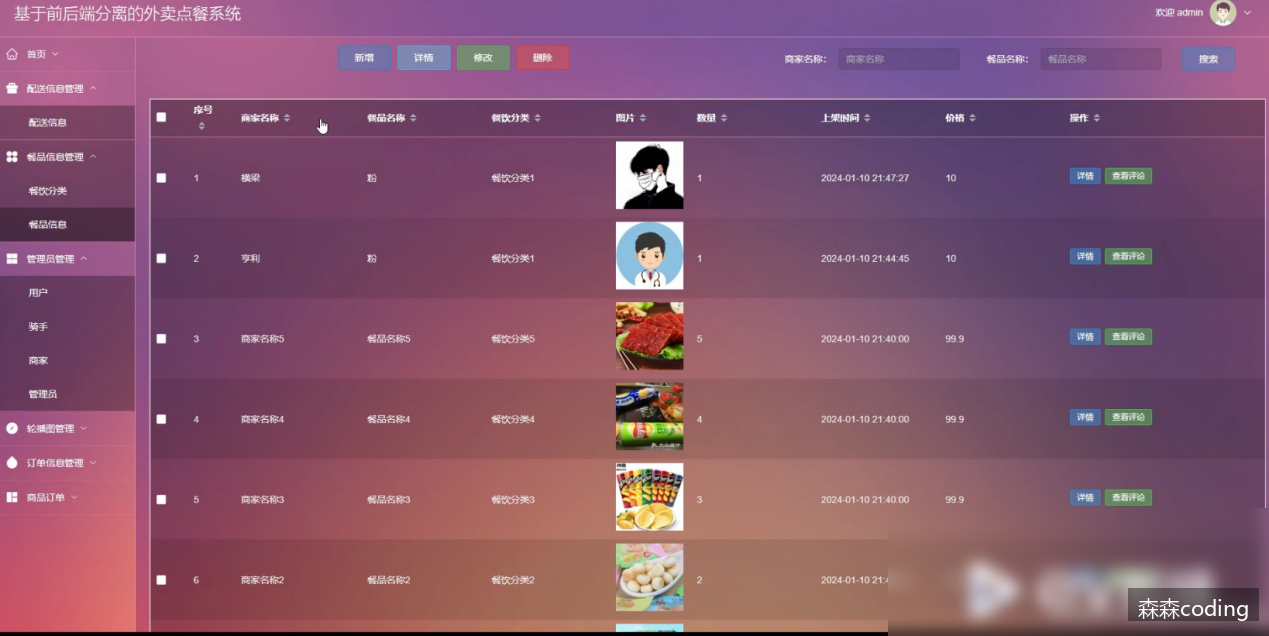 基于前后端分离的外卖点餐系统
欢迎 admin
首页
配送信息管理
配送信息
餐品信息管理
餐饮分类
餐品信息
管理员管理
用户
骑手
商家
管理员
轮播图管理
订单信息管理
商品订单
新增 详情 修改 删除
商家名称: 商家名称 餐品名称: 餐品名称 搜索
序号 商家名称 餐品名称 餐饮分类 图片 数量 上架时间 价格 操作
1 横梁 粉 餐饮分类1 1 2024-01-10 21:47:27 10 详情 查看评论
2 亨利 粉 餐饮分类1 1 2024-01-10 21:44:45 10 详情 查看评论
3 商家名称5 餐品名称5 餐饮分类5 5 2024-01-10 21:40:00 99.9 详情 查看评论
4 商家名称4 餐品名称4 餐饮分类4 4 2024-01-10 21:40:00 99.9 详情 查看评论
5 商家名称3 餐品名称3 餐饮分类3 3 2024-01-10 21:40:00 99.9 详情 查看评论
6 商家名称2 餐品名称2 餐饮分类2 2 2024-01-10 21:4
森森coding